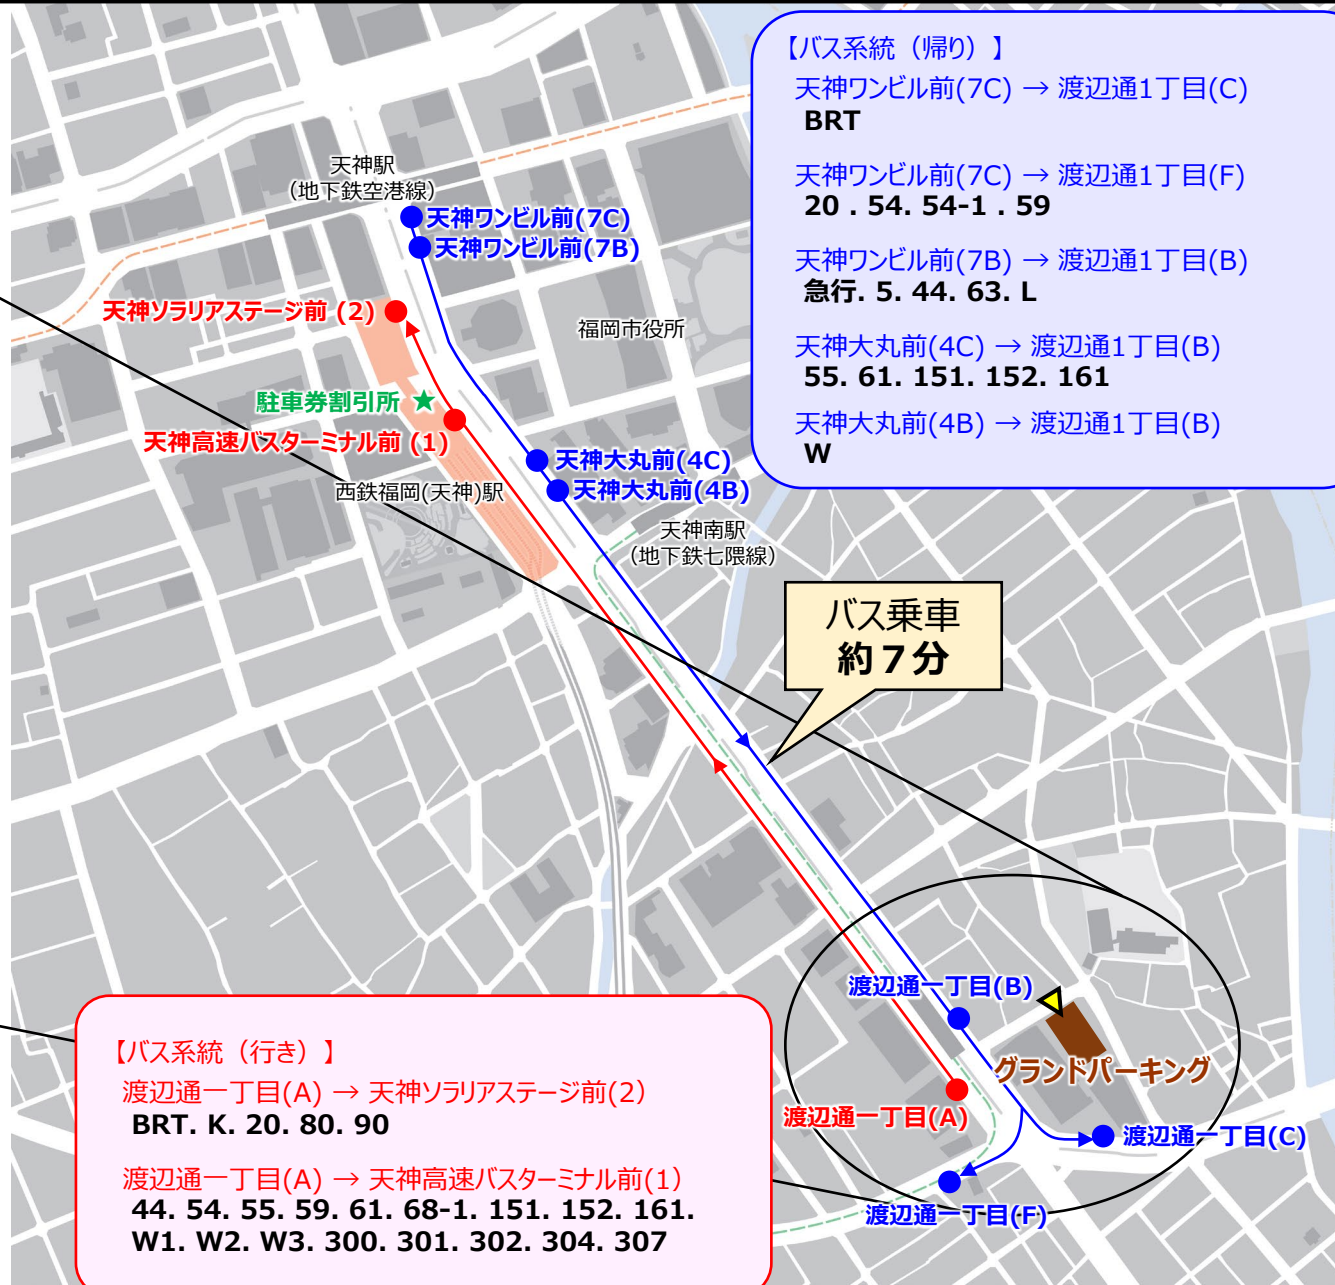 【バス系統（帰り）】
天神ワンビル前(7C) → 渡辺通1丁目(C)
BRT
天神ワンビル前(7C) → 渡辺通1丁目(F)
20 . 54. 54-1 . 59
天神ワンビル前(7B) → 渡辺通1丁目(B)
急行. 5. 44. 63. L
天神大丸前(4C) → 渡辺通1丁目(B)
55. 61. 151. 152. 161
天神大丸前(4B) → 渡辺通1丁目(B)
W
天神駅
（地下鉄空港線）
天神ワンビル前(7C)
天神ワンビル前(7B)
天神ソラリアステージ前 (2)
福岡市役所
駐車券割引所 ★
天神高速バスターミナル前 (1)
天神大丸前(4C)
西鉄福岡(天神)駅
天神大丸前(4B)
天神南駅
（地下鉄七隈線）
バス乗車
約７分
渡辺通一丁目(B)
グランドパーキング
渡辺通一丁目(A)
渡辺通一丁目(C)
渡辺通一丁目(F)
【バス系統（行き）】
渡辺通一丁目(A) → 天神ソラリアステージ前(2)
BRT. K. 20. 80. 90
渡辺通一丁目(A) → 天神高速バスターミナル前(1)
44. 54. 55. 59. 61. 68-1. 151. 152. 161.
W1. W2. W3. 300. 301. 302. 304. 307